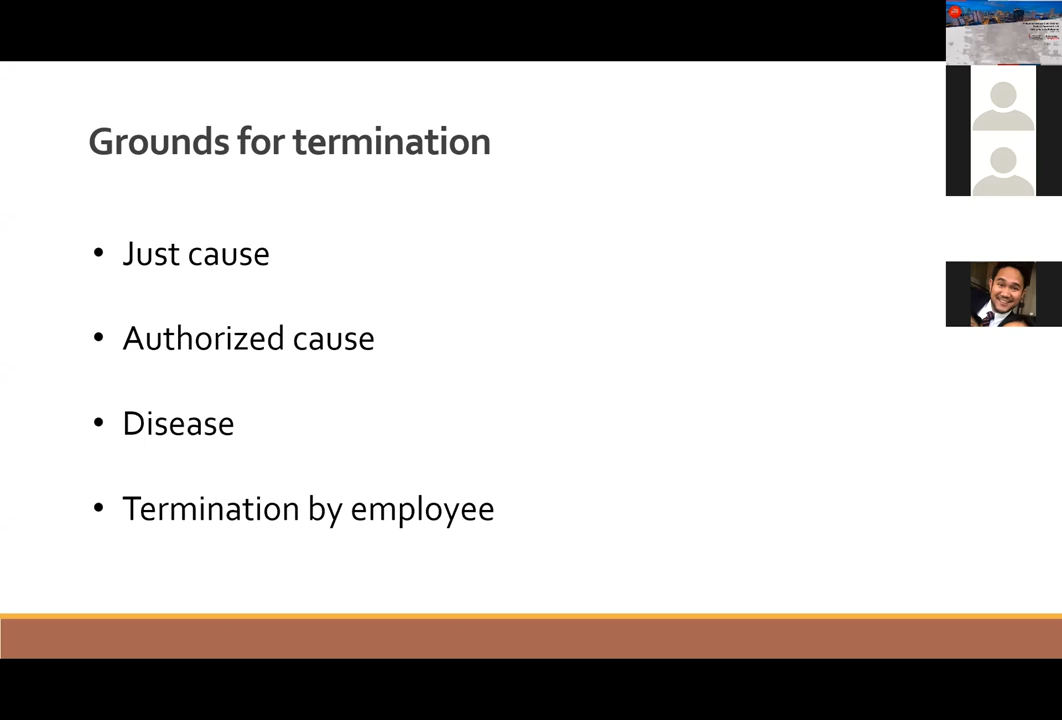 Grounds for termination
• Just cause
• Authorized cause
• Disease
• Termination by employee